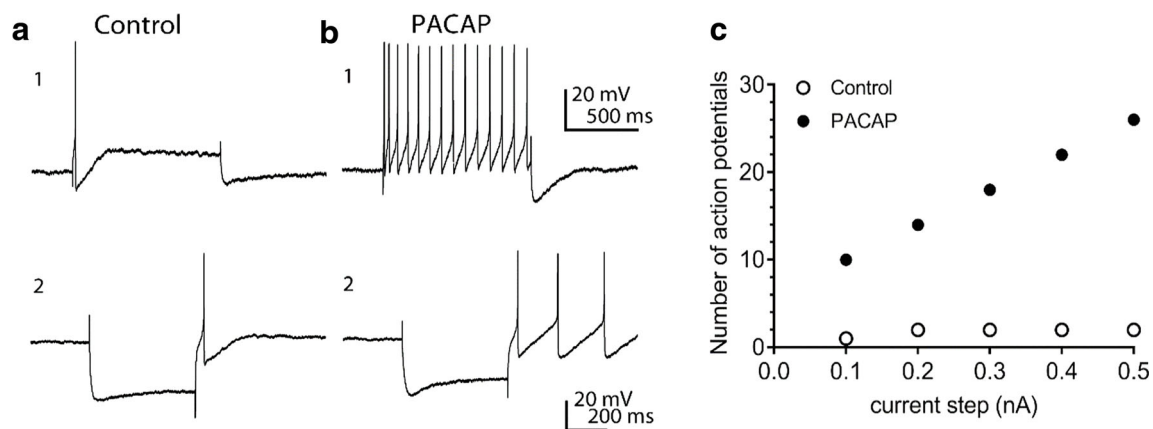 a
Control
1
2
b
PACAP
1
20 mV
500 ms
2
20 mV
200 ms
c
Number of action potentials
30
20
10
0
Control
PACAP
0.0
0.1
0.2
0.3
0.4
0.5
current step (nA)